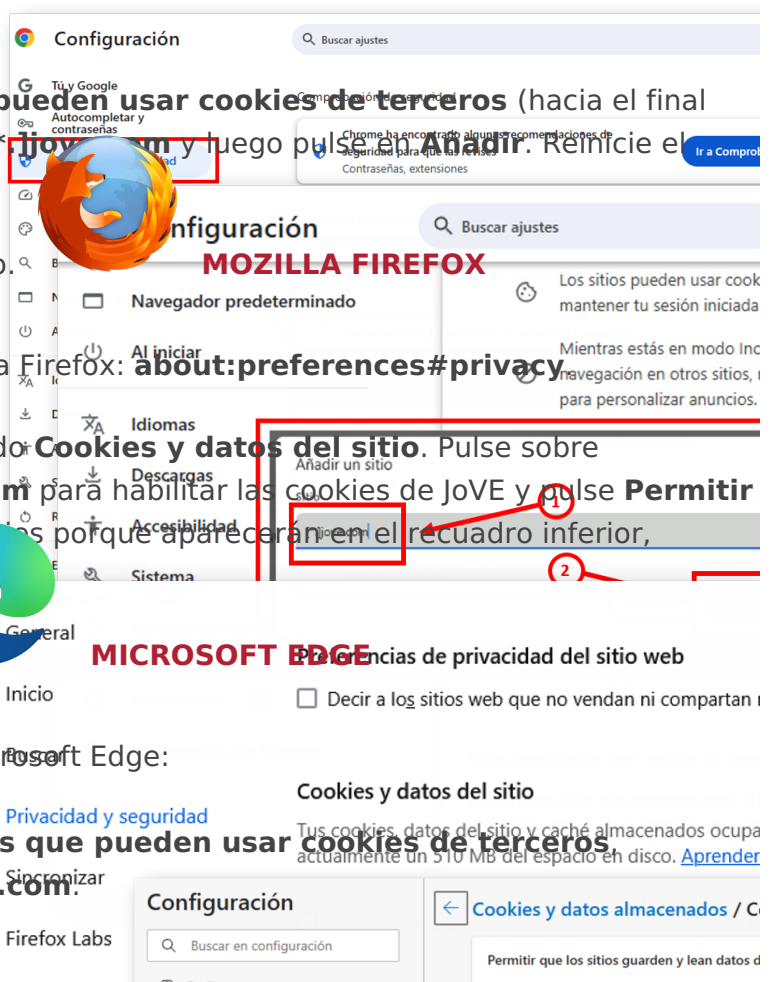 Configuración
Buscar ajustes
Tú y Google
pueden usar cookies de terceros (hacia el final
Comprobación de seguridad
Autocompletar y
contraseñas
Chrome ha encontrado algunas recomendaciones de
seguridad para que las revises
y luego pulse en Añadir. Reinicie el
Ir a Comprob
Contraseñas, extensiones
nfiguración
Buscar ajustes
MOZILLA FIREFOX
Los sitios pueden usar cook
mantener tu sesión iniciada
Navegador predeterminado
Al iniciar
Mientras estás en modo Inc
a Firefox: about:preferences#privacy.
navegación en otros sitios,
para personalizar anuncios.
Idiomas
do Cookies y datos del sitio. Pulse sobre
Añadir un sitio
Descargas
Sitio
m para habilitar las cookies de JoVE y pulse Permitir
1
Accesibilidad
porque aparecerán en el recuadro inferior,
2
Sistema
General
MICROSOFT EDGE
Preferencias de privacidad del sitio web
Inicio
Decir a los sitios web que no vendan ni compartan
Buscar
rosoft Edge:
Cookies y datos del sitio
Privacidad y seguridad
Tus cookies, datos del sitio y caché almacenados ocupa
s que pueden usar cookies de terceros,
actualmente un 510 MB del espacio en disco. Aprender
Sincronizar
.com.
Configuración
Cookies y datos almacenados / C
Firefox Labs
Buscar en configuración
Permitir que los sitios guarden y lean datos d